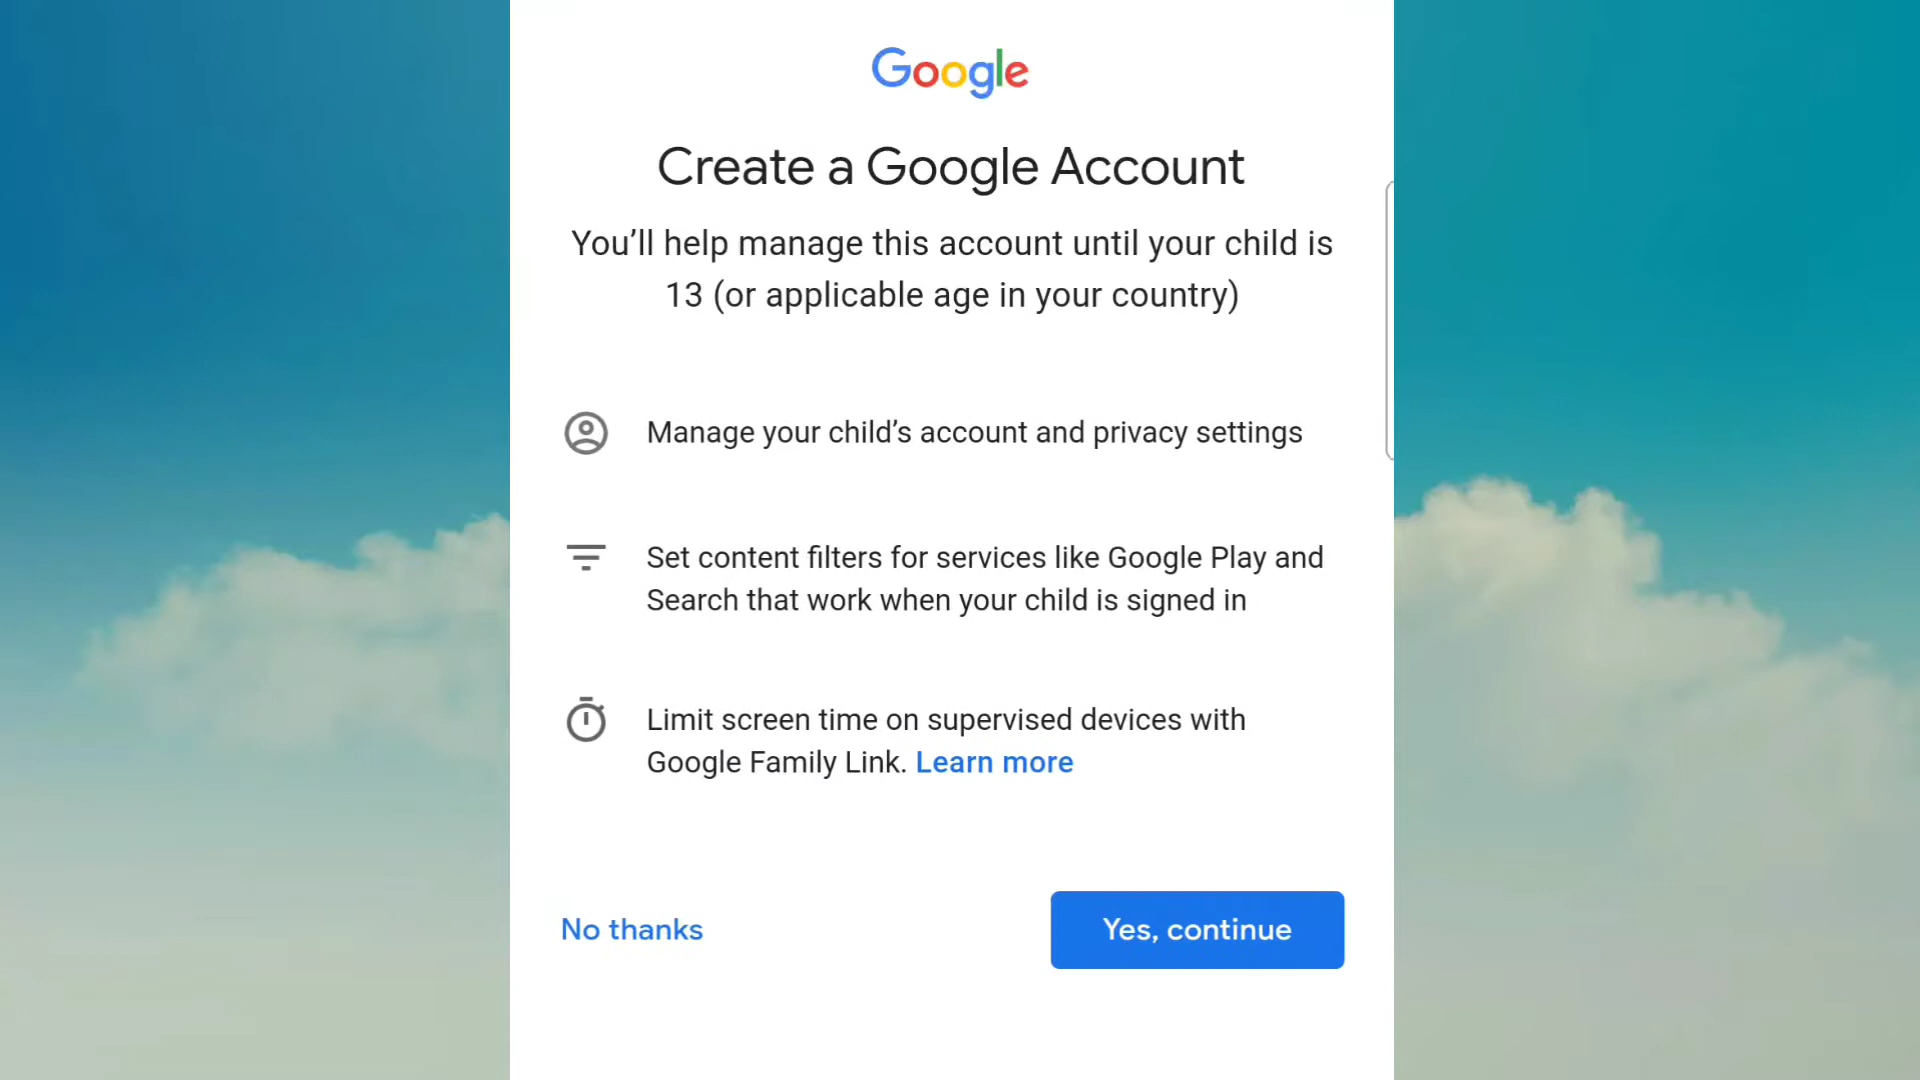 Google
Create a Google Account
You’ll help manage this account until your child is
13 (or applicable age in your country)
Manage your child’s account and privacy settings
Set content filters for services like Google Play and
Search that work when your child is signed in
Limit screen time on supervised devices with
Google Family Link. Learn more
No thanks
Yes, continue